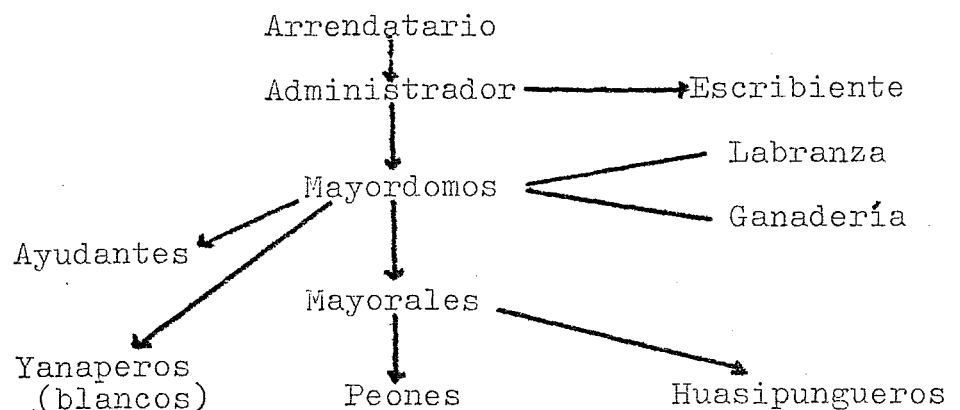 Arrendatario
Administrador
Escribiente
Labranza
Mayordomos
Ganadería
Ayudantes
Mayorales
Yanaperos
(blancos)
Peones
Huasipungueros